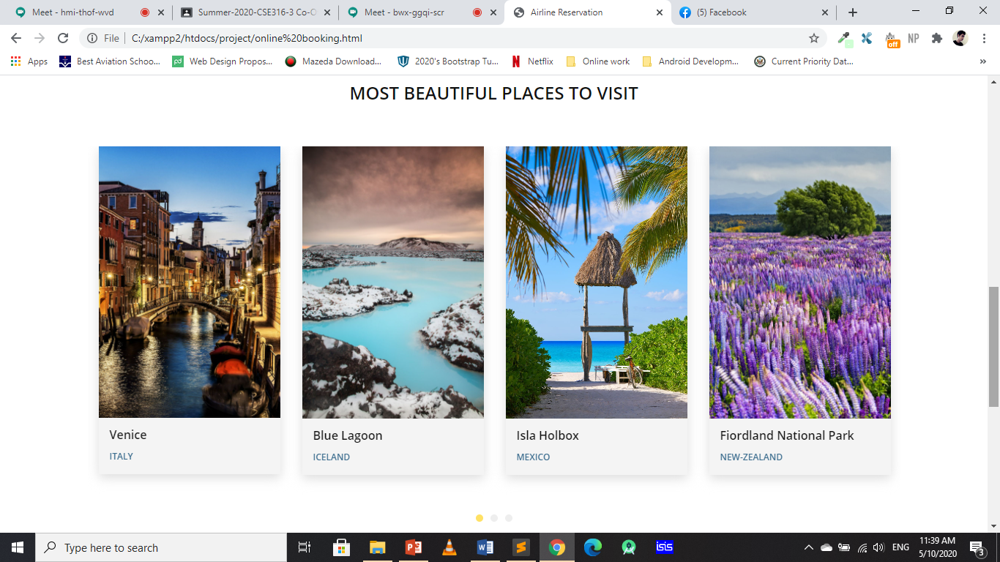 Meet - hmi-thof-wvd
Summer-2020-CSE316-3 Co-O
Meet - bwx-ggqi-scr
Airline Reservation
(5) Facebook
File
C:/xampp2/htdocs/project/online%20booking.html
off
NP
Apps
Best Aviation Schoo...
pd
Web Design Propos...
Mazeda Download...
2020's Bootstrap Tu...
N
Netflix
Online work
Android Developm...
Current Priority Dat...
»
MOST BEAUTIFUL PLACES TO VISIT
Venice
ITALY
Blue Lagoon
ICELAND
Isla Holbox
MEXICO
Fiordland National Park
NEW-ZEALAND
Type here to search
isis
ENG
11:39 AM
5/10/2020
3